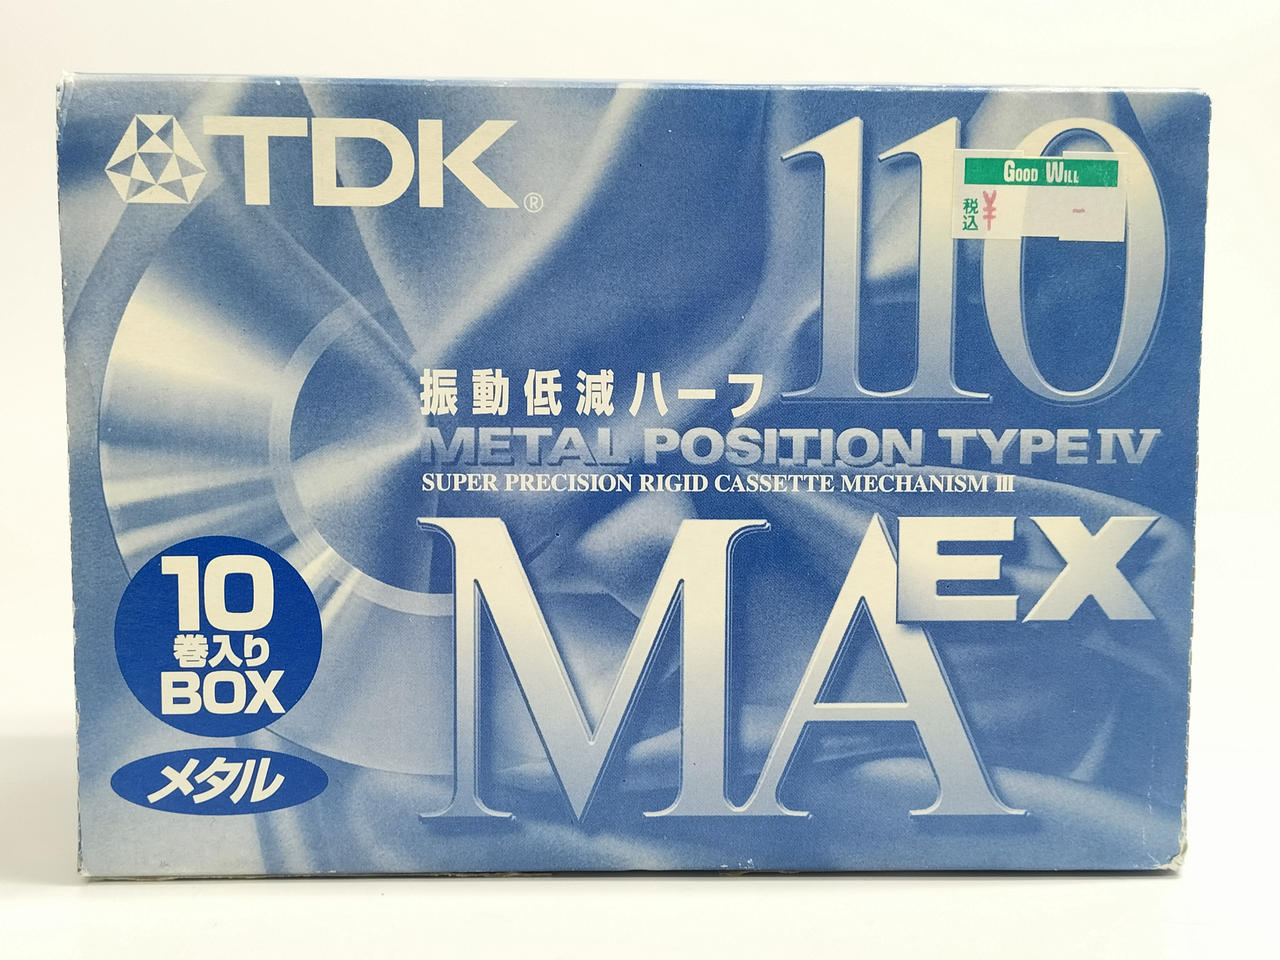 TDK®
110
GOOD WILL
税込 ¥ -
振動低減ハーフ
METAL POSITION TYPE IV
SUPER PRECISION RIGID CASSETTE MECHANISM III
MA EX
10
巻入り
BOX
メタル